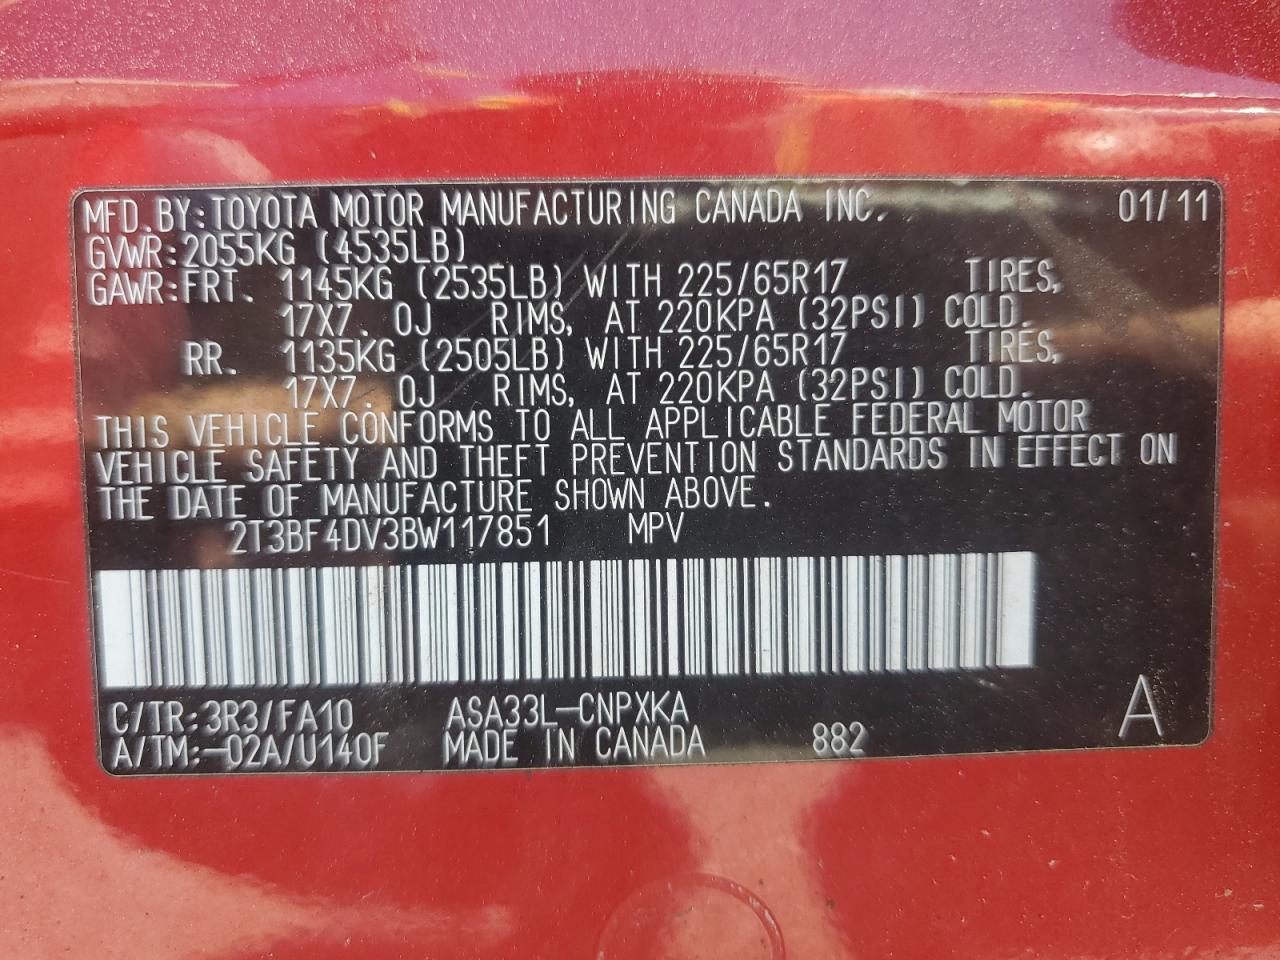 MFD.BY:TOYOTA MOTOR MANUFACTURING CANADA INC. 01/11
GVWR:2055KG (4535LB)
GAWR:FRT. 1145KG (2535LB) WITH 225/65R17 TIRES,
17X7.0J RIMS, AT 220KPA (32PSI) COLD.
RR. 1135KG (2505LB) WITH 225/65R17 TIRES,
17X7.0J RIMS, AT 220KPA (32PSI) COLD.
THIS VEHICLE CONFORMS TO ALL APPLICABLE FEDERAL MOTOR
VEHICLE SAFETY AND THEFT PREVENTION STANDARDS IN EFFECT ON
THE DATE OF MANUFACTURE SHOWN ABOVE.
2T3BF4DV3BW117851 MPV
C/TR:3R3/FA10 ASA33L-CNPXKA
A/TM:-02A/U140F MADE IN CANADA 882 A